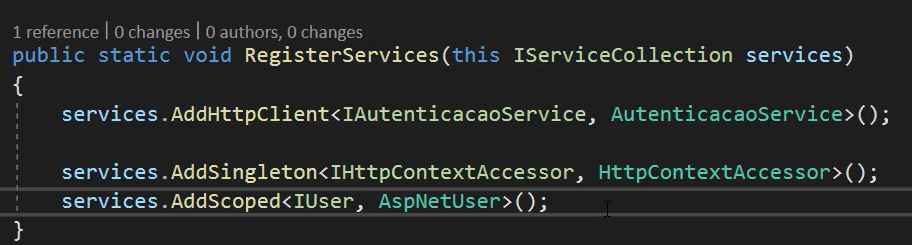 1 reference | 0 changes | 0 authors, 0 changes
public static void RegisterServices(this IServiceCollection services)
{
services.AddHttpClient<IAutenticacaoService, AutenticacaoService>();
services.AddSingleton<IHttpContextAccessor, HttpContextAccessor>();
services.AddScoped<IUser, AspNetUser>();
}